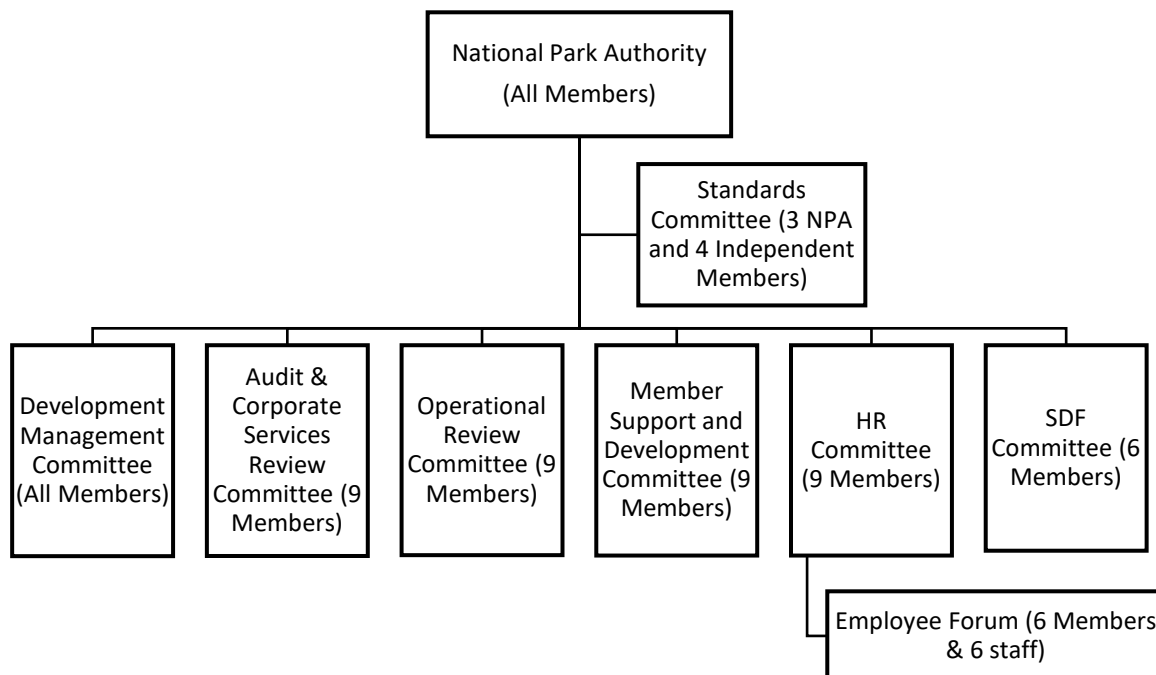 National Park Authority
(All Members)
Standards
Committee (3 NPA
and 4 Independent
Members)
Development
Management
Committee
(All Members)
Audit &
Corporate
Services
Review
Committee (9
Members)
Operational
Review
Committee (9
Members)
Member
Support and
Development
Committee (9
Members)
HR
Committee
(9 Members)
SDF
Committee (6
Members)
Employee Forum (6 Members
& 6 staff)